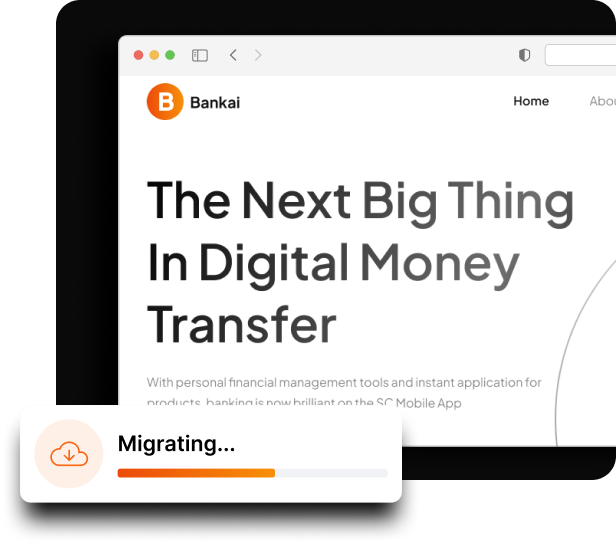 B Bankai
Home
The Next Big Thing
In Digital Money
Transfer
With personal financial management tools and instant application for
products, banking is now brilliant on the SC Mobile App
Migrating...